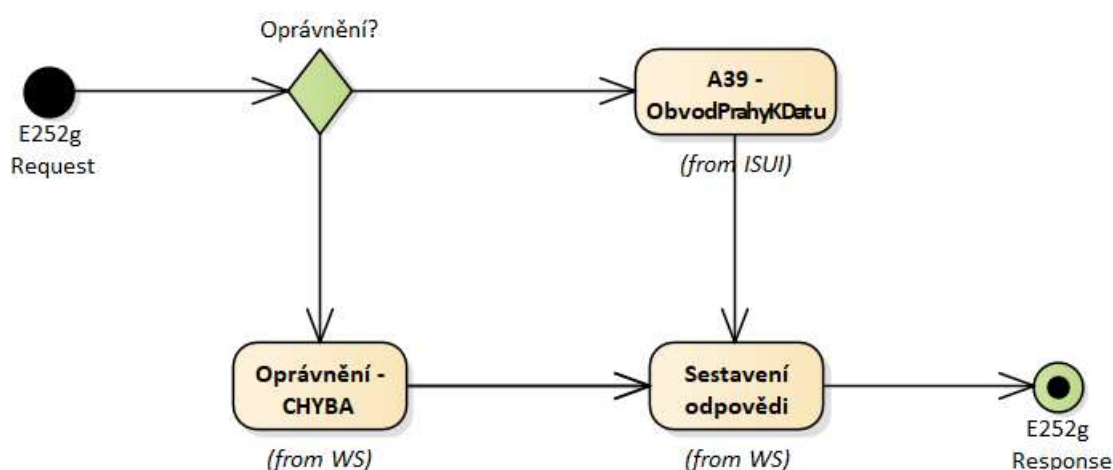 Oprávnění?
E252g
Request
A39 -
ObvodPrahyKDatu
(from ISUI)
Oprávnění -
CHYBA
(from WS)
Sestavení
odpovědi
(from WS)
E252g
Response